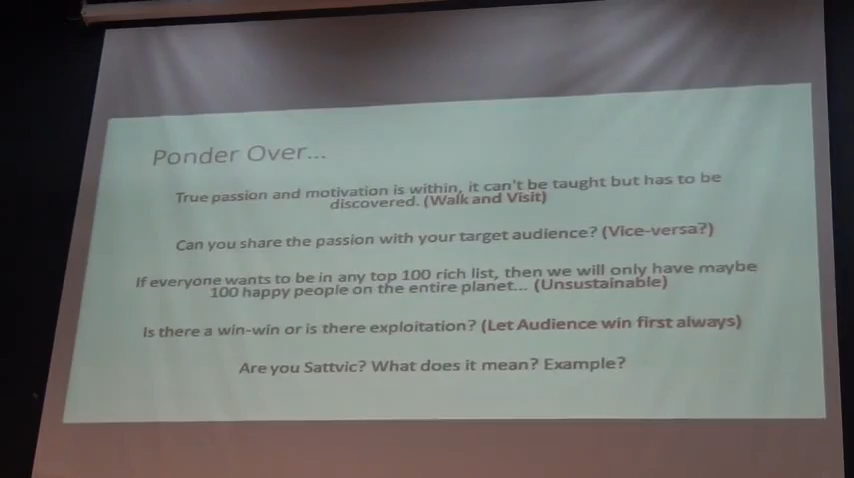 Ponder Over...
True passion and motivation is within, it can't be taught but has to be
discovered. (Walk and Visit)
Can you share the passion with your target audience? (Vice-versa?)
If everyone wants to be in any top 100 rich list, then we will only have maybe
100 happy people on the entire planet... (Unsustainable)
Is there a win-win or is there exploitation? (Let Audience win first always)
Are you Sattvic? What does it mean? Example?